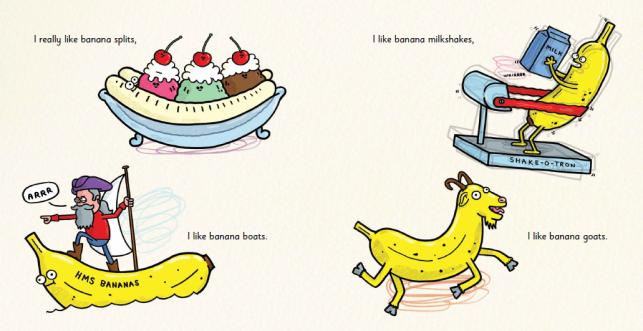 I really like banana splits,
ARRR
HMS BANANAS
I like banana boats.
I like banana milkshakes,
MILK
WHIRRRR
SHAKE-O-TRON
I like banana goats.